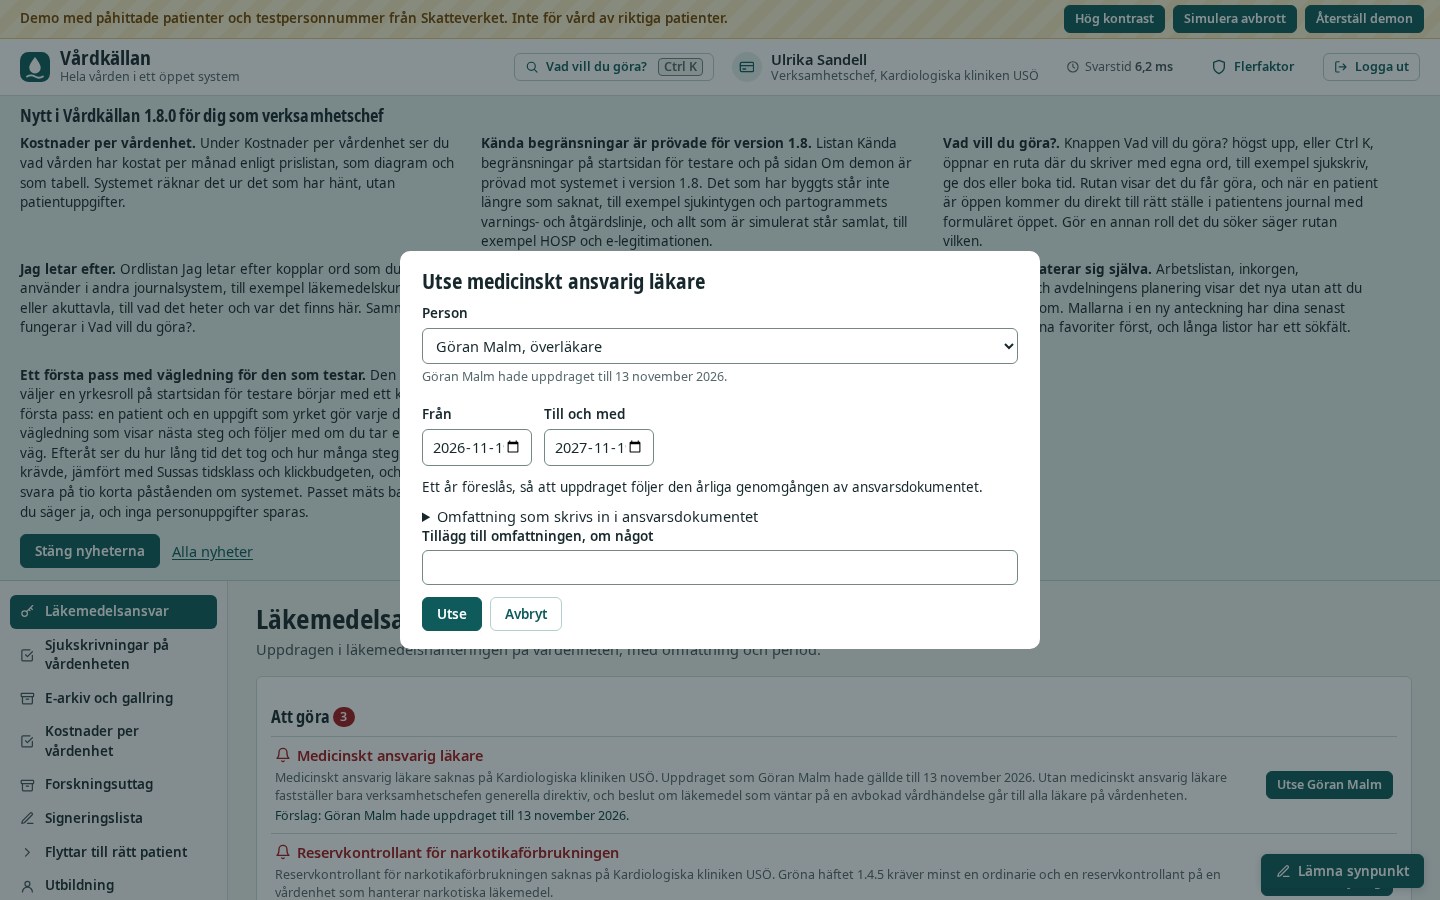 Demo med påhittade patienter och testpersonnummer från Skatteverket. Inte för vård av riktiga patienter.
Hög kontrast
Simulera avbrott
Återställ demon
Vårdkällan
Hela vården i ett öppet system
Vad vill du göra? Ctrl K
Ulrika Sandell
Verksamhetschef, Kardiologiska kliniken USÖ
Svarstid 6,2 ms
Flerfaktor
Logga ut
Nytt i Vårdkällan 1.8.0 för dig som verksamhetschef
Kostnader per vårdenhet. Under Kostnader per vårdenhet ser du
vad vården har kostat per månad enligt prislistan, som diagram och
som tabell. Systemet räknar det ur det som har hänt, utan
patientuppgifter.
Kända begränsningar är prövade för version 1.8. Listan Kända
begränsningar på startsidan för testare och på sidan Om demon är
prövad mot systemet i version 1.8. Det som har byggts står inte
längre som saknat, till exempel sjukintygen och partogrammets
varnings- och åtgärdslinje, och allt som är simulerat står samlat, till
exempel HOSP och e-legitimationen.
Vad vill du göra?. Knappen Vad vill du göra? högst upp, eller Ctrl K,
öppnar en ruta där du skriver med egna ord, till exempel sjukskriv,
ge dos eller boka tid. Rutan visar det du får göra, och när en patient
är öppen kommer du direkt till rätt ställe i patientens journal med
formuläret öppet. Gör en annan roll det du söker säger rutan
vilken.
Jag letar efter. Ordlistan Jag letar efter kopplar ord som du
använder i andra journalsystem, till exempel
eller akuttavla, till vad det heter och var det finns här.
fungerar i Vad vill du göra?.
sig själva. Arbetslistan, inkorgen,
avdelningens planering visar det nya utan att du
om. Mallarna i en ny anteckning har dina senast
favoriter först, och långa listor har ett sökfält.
Ett första pass med vägledning för den som testar. Den
väljer en yrkesroll på startsidan för testare börjar med ett
första pass: en patient och en uppgift som yrket gör varje
vägledning som visar nästa steg och följer med om du tar
väg. Efteråt ser du hur lång tid det tog och hur många steg
krävde, jämfört med Sussas tidsklass och klickbudgeten,
svara på tio korta påståenden om systemet. Passet mäts
du säger ja, och inga personuppgifter sparas.
Stäng nyheterna
Alla nyheter
Utse medicinskt ansvarig läkare
Person
Göran Malm, överläkare
Göran Malm hade uppdraget till 13 november 2026.
Från
Till och med
2026-11-1
2027-11-1
Ett år föreslås, så att uppdraget följer den årliga genomgången av ansvarsdokumentet.
Omfattning som skrivs in i ansvarsdokumentet
Tillägg till omfattningen, om något
Utse
Avbryt
Läkemedelsansvar
Sjukskrivningar på
vårdenheten
E-arkiv och gallring
Kostnader per
vårdenhet
Forskningsuttag
Signeringslista
Flyttar till rätt patient
Utbildning
Uppdragen i läkemedelshanteringen på vårdenheten, med omfattning och period.
Att göra 3
Medicinskt ansvarig läkare
Medicinskt ansvarig läkare saknas på Kardiologiska kliniken USÖ. Uppdraget som Göran Malm hade gällde till 13 november 2026. Utan medicinskt ansvarig läkare
fastställer bara verksamhetschefen generella direktiv, och beslut om läkemedel som väntar på en avbokad vårdhändelse går till alla läkare på vårdenheten.
Förslag: Göran Malm hade uppdraget till 13 november 2026.
Utse Göran Malm
Reservkontrollant för narkotikaförbrukningen
Reservkontrollant för narkotikaförbrukningen saknas på Kardiologiska kliniken USÖ. Gröna häftet 1.4.5 kräver minst en ordinarie och en reservkontrollant på en
vårdenhet som hanterar narkotiska läkemedel.
Lämna synpunkt